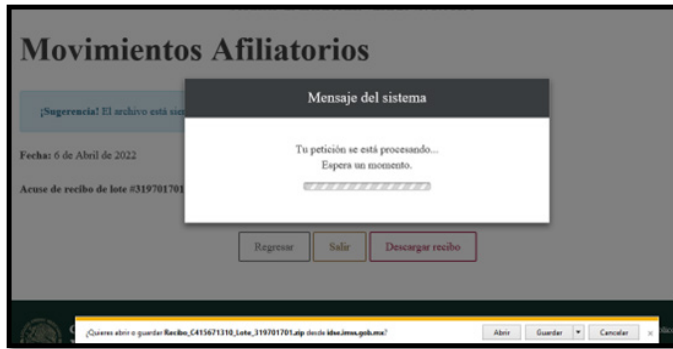 Movimientos Afiliatorios
Mensaje del sistema
¡Sugerencia! El archivo está
Tu petición se está procesando...
Espera un momento.
Fecha: 6 de Abril de 2022
Acuse de recibo de lote #319701701
Regresar Salir Descargar recibo
¿Quieres abrir o guardar Recibo_C415671310_Lote_319701701.zip desde idse.imss.gob.mx? Abrir Guardar Cancelar